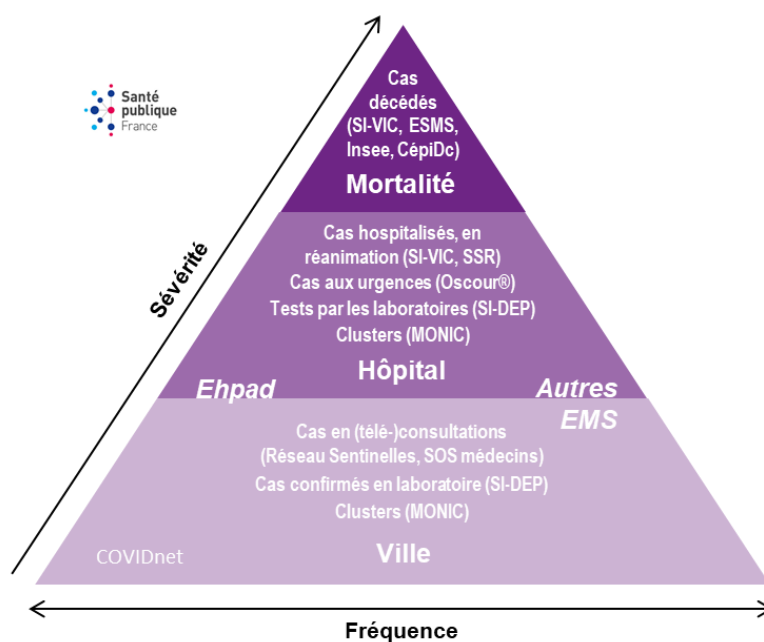 Santé
publique
France
Cas
décédés
(SI-VIC, ESMS,
Insee, CépiDc)
Mortalité
Sévérité
Cas hospitalisés, en
réanimation (SI-VIC, SSR)
Cas aux urgences (Oscour®)
Tests par les laboratoires (SI-DEP)
Clusters (MONIC)
Hôpital
Ehpad
Autres
EMS
Cas en (télé-)consultations
(Réseau Sentinelles, SOS médecins)
Cas confirmés en laboratoire (SI-DEP)
Clusters (MONIC)
COVIDnet
Ville
Fréquence